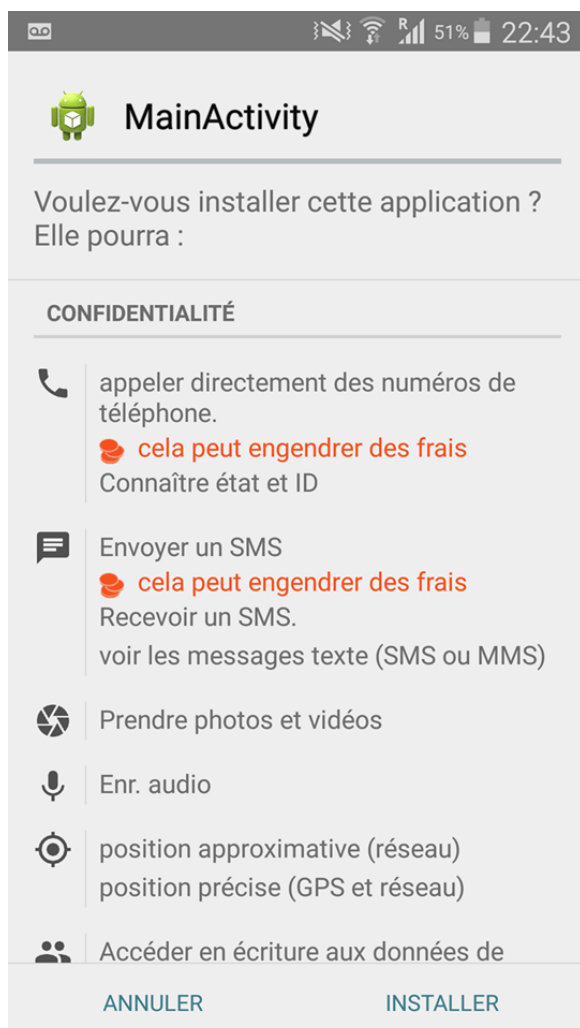 R 51% 22:43
MainActivity
Voulez-vous installer cette application ?
Elle pourra :
CONFIDENTIALITÉ
appeler directement des numéros de
téléphone.
cela peut engendrer des frais
Connaître état et ID
Envoyer un SMS
cela peut engendrer des frais
Recevoir un SMS.
voir les messages texte (SMS ou MMS)
Prendre photos et vidéos
Enr. audio
position approximative (réseau)
position précise (GPS et réseau)
Accéder en écriture aux données de
ANNULER INSTALLER